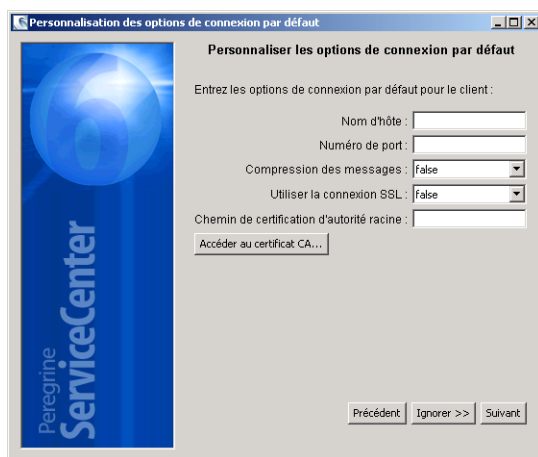 Personnalisation des options de connexion par défaut
Personnaliser les options de connexion par défaut
Entrez les options de connexion par défaut pour le client :
Nom d'hôte :
Numéro de port :
Compression des messages : false
Utiliser la connexion SSL : false
Chemin de certification d'autorité racine :
Accéder au certificat CA...
6
Peregrine
ServiceCenter
Précédent Ignorer >> Suivant